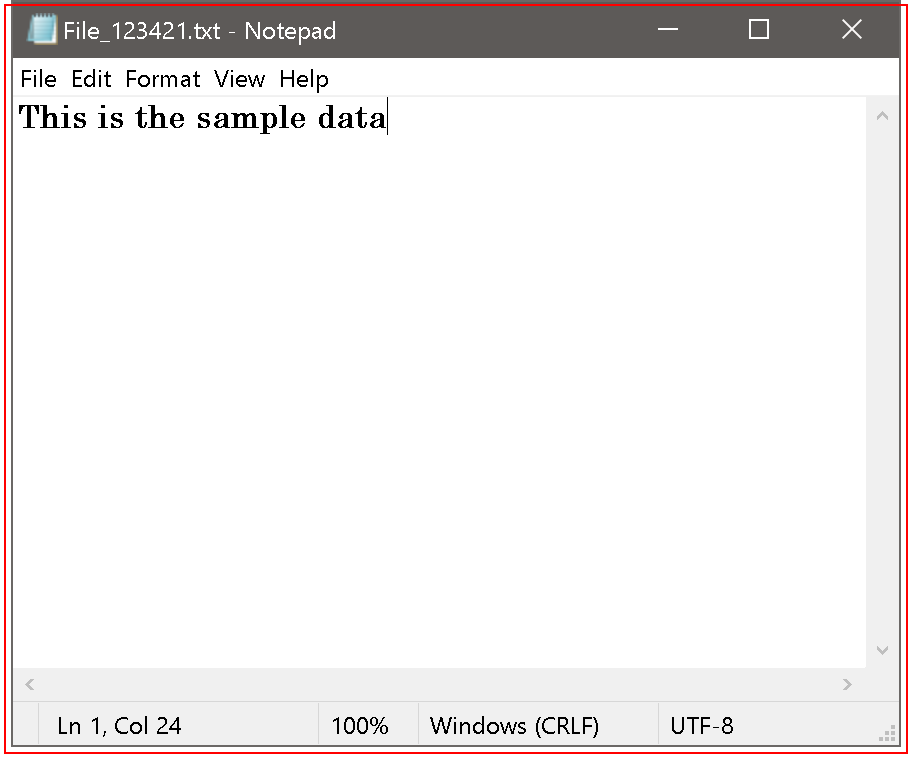 File_123421.txt - Notepad
File Edit Format View Help
This is the sample data
Ln 1, Col 24 100% Windows (CRLF) UTF-8